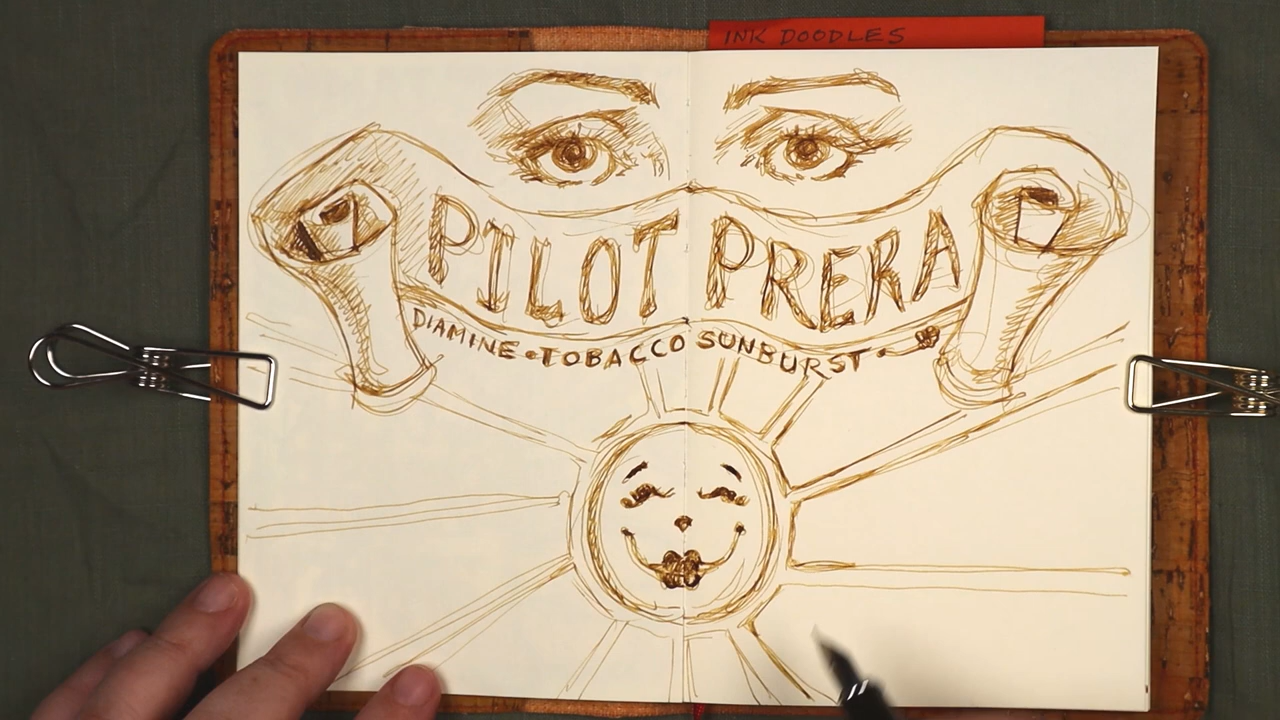 INK DOODLES
PILOT PRERA
DIAMINE • TOBACCO SUNBURST •